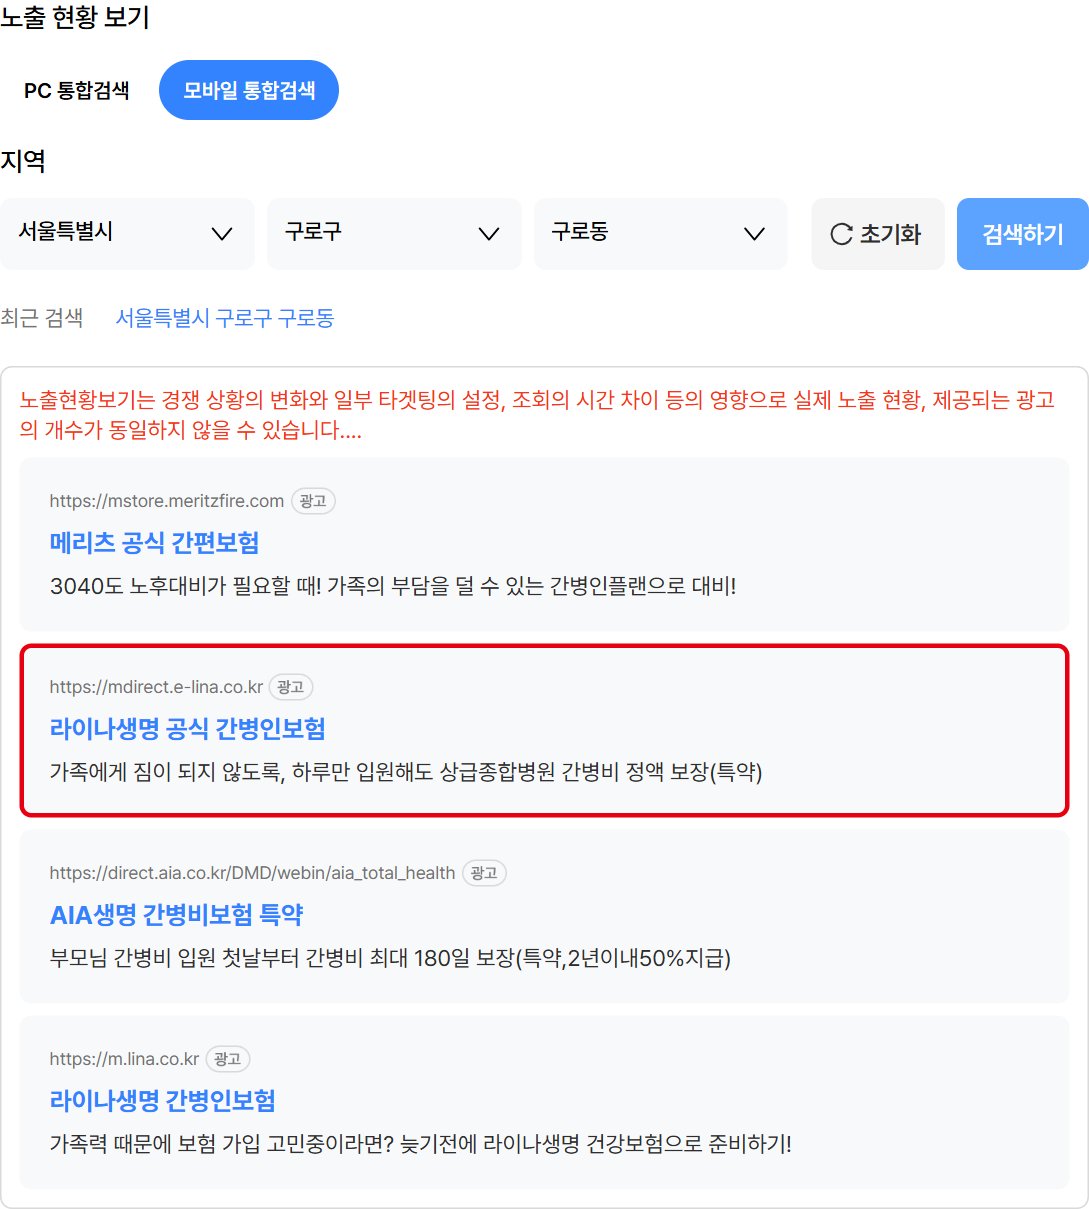 노출 현황 보기
PC 통합검색 모바일 통합검색
지역
서울특별시 구로구 구로동 초기화 검색하기
최근 검색 서울특별시 구로구 구로동
노출현황보기는 경쟁 상황의 변화와 일부 타겟팅의 설정, 조회의 시간 차이 등의 영향으로 실제 노출 현황, 제공되는 광고
의 개수가 동일하지 않을 수 있습니다....
https://mstore.meritzfire.com 광고
메리츠 공식 간편보험
3040도 노후대비가 필요할 때! 가족의 부담을 덜 수 있는 간병인플랜으로 대비!
https://mdirect.e-lina.co.kr 광고
라이나생명 공식 간병인보험
가족에게 짐이 되지 않도록, 하루만 입원해도 상급종합병원 간병비 정액 보장(특약)
https://direct.aia.co.kr/DMD/webin/aia_total_health 광고
AIA생명 간병비보험 특약
부모님 간병비 입원 첫날부터 간병비 최대 180일 보장(특약,2년이내50%지급)
https://m.lina.co.kr 광고
라이나생명 간병인보험
가족력 때문에 보험 가입 고민중이라면? 늦기전에 라이나생명 건강보험으로 준비하기!